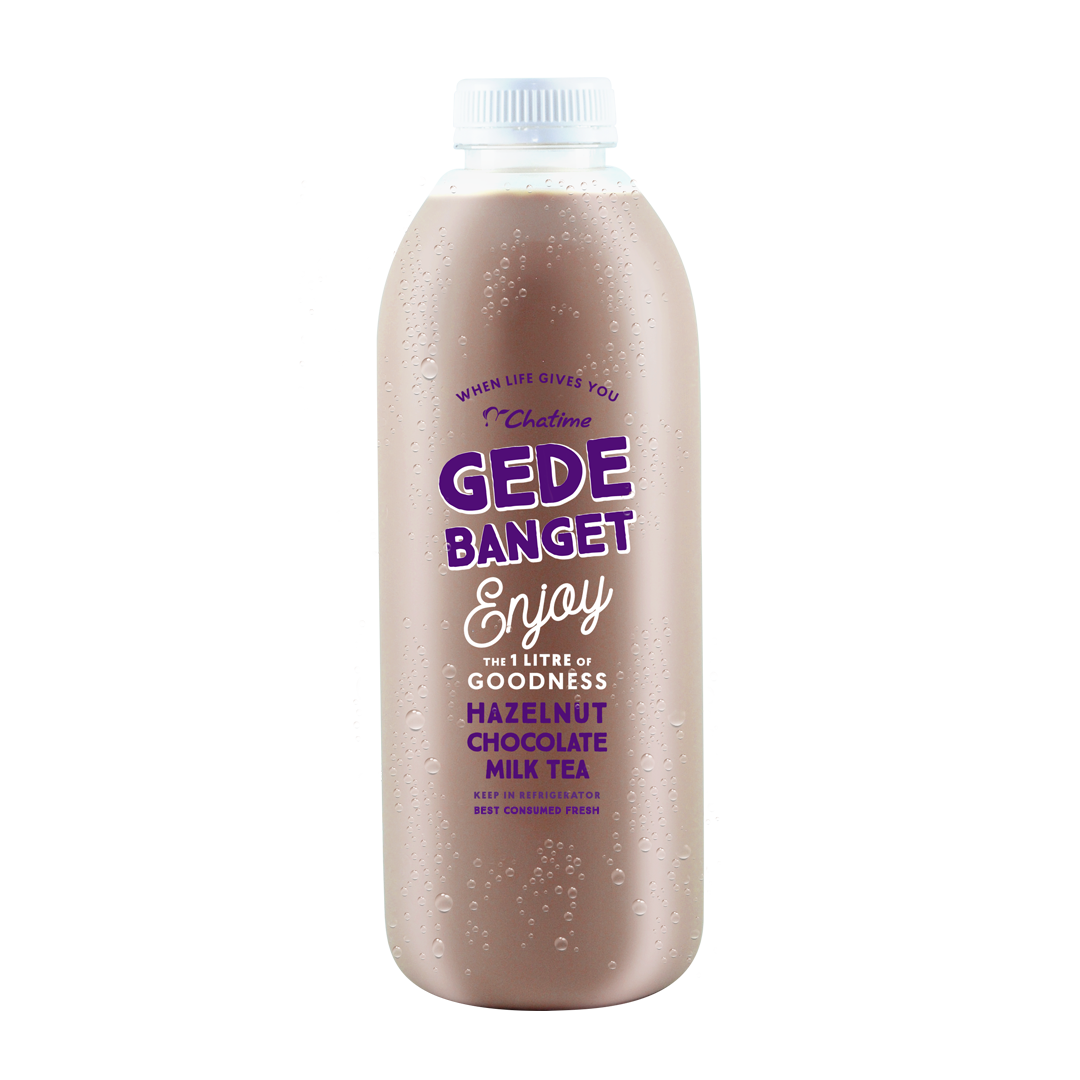 WHEN LIFE GIVES YOU
Chatime
GEDE
BANGET
Enjoy
THE 1 LITRE OF
GOODNESS
HAZELNUT
CHOCOLATE
MILK TEA
KEEP IN REFRIGERATOR
BEST CONSUMED FRESH